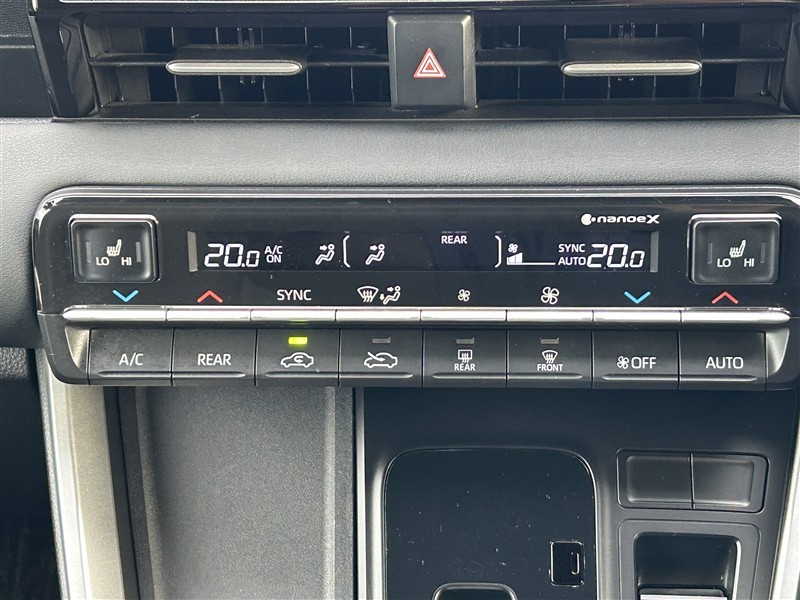 nanoeX
LO HI
20.0 A/C ON
REAR
SYNC AUTO 20.0
LO HI
SYNC
A/C
REAR
REAR
FRONT
OFF
AUTO